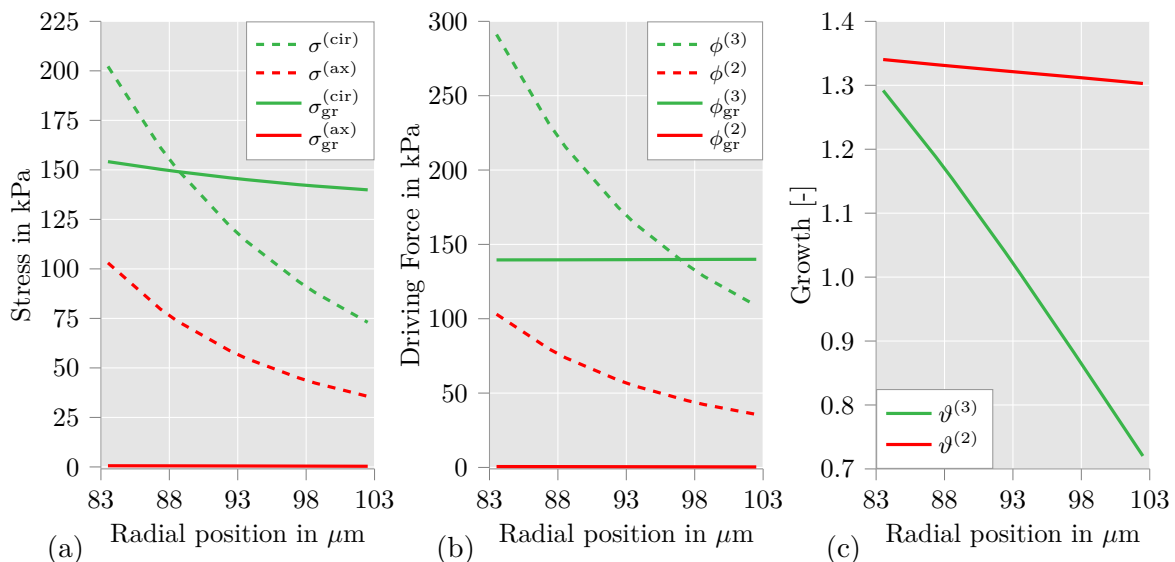 225
200
175
150
125
100
75
50
25
0
Stress in kPa
σ^(cir)
σ^(ax)
σ_gr^(cir)
σ_gr^(ax)
83 88 93 98 103
Radial position in μm
(a)
300
250
200
150
100
50
0
Driving Force in kPa
ϕ^(3)
ϕ^(2)
ϕ_gr^(3)
ϕ_gr^(2)
83 88 93 98 103
Radial position in μm
(b)
1.4
1.3
1.2
1.1
1.0
0.9
0.8
0.7
Growth [-]
ϑ^(3)
ϑ^(2)
83 88 93 98 103
Radial position in μm
(c)